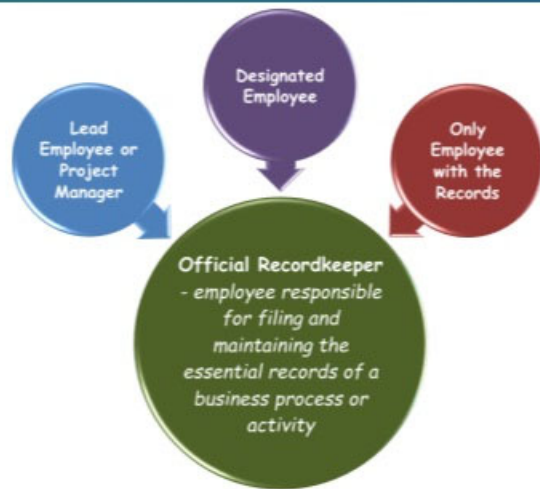 Designated
Employee
Lead
Employee or
Project
Manager
Only
Employee
with the
Records
Official Recordkeeper
- employee responsible
for filing and
maintaining the
essential records of a
business process or
activity